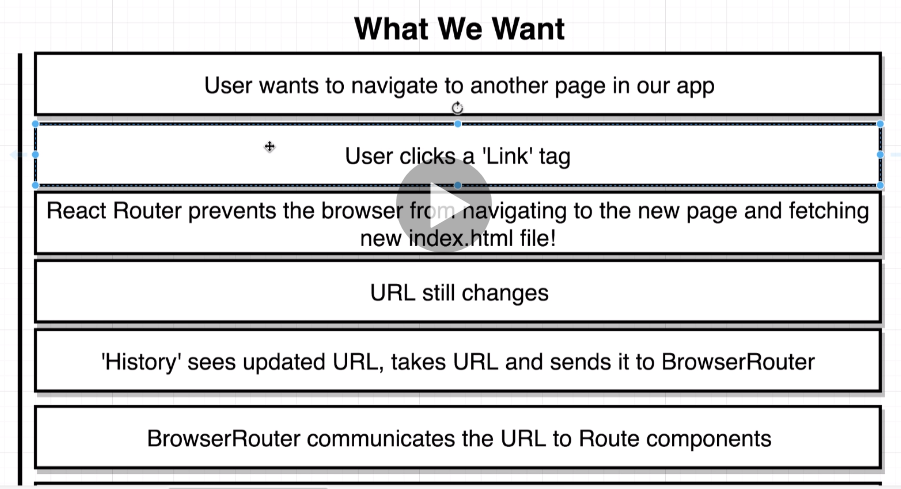 What We Want
User wants to navigate to another page in our app
User clicks a 'Link' tag
React Router prevents the browser from navigating to the new page and fetching
new index.html file!
URL still changes
'History' sees updated URL, takes URL and sends it to BrowserRouter
BrowserRouter communicates the URL to Route components